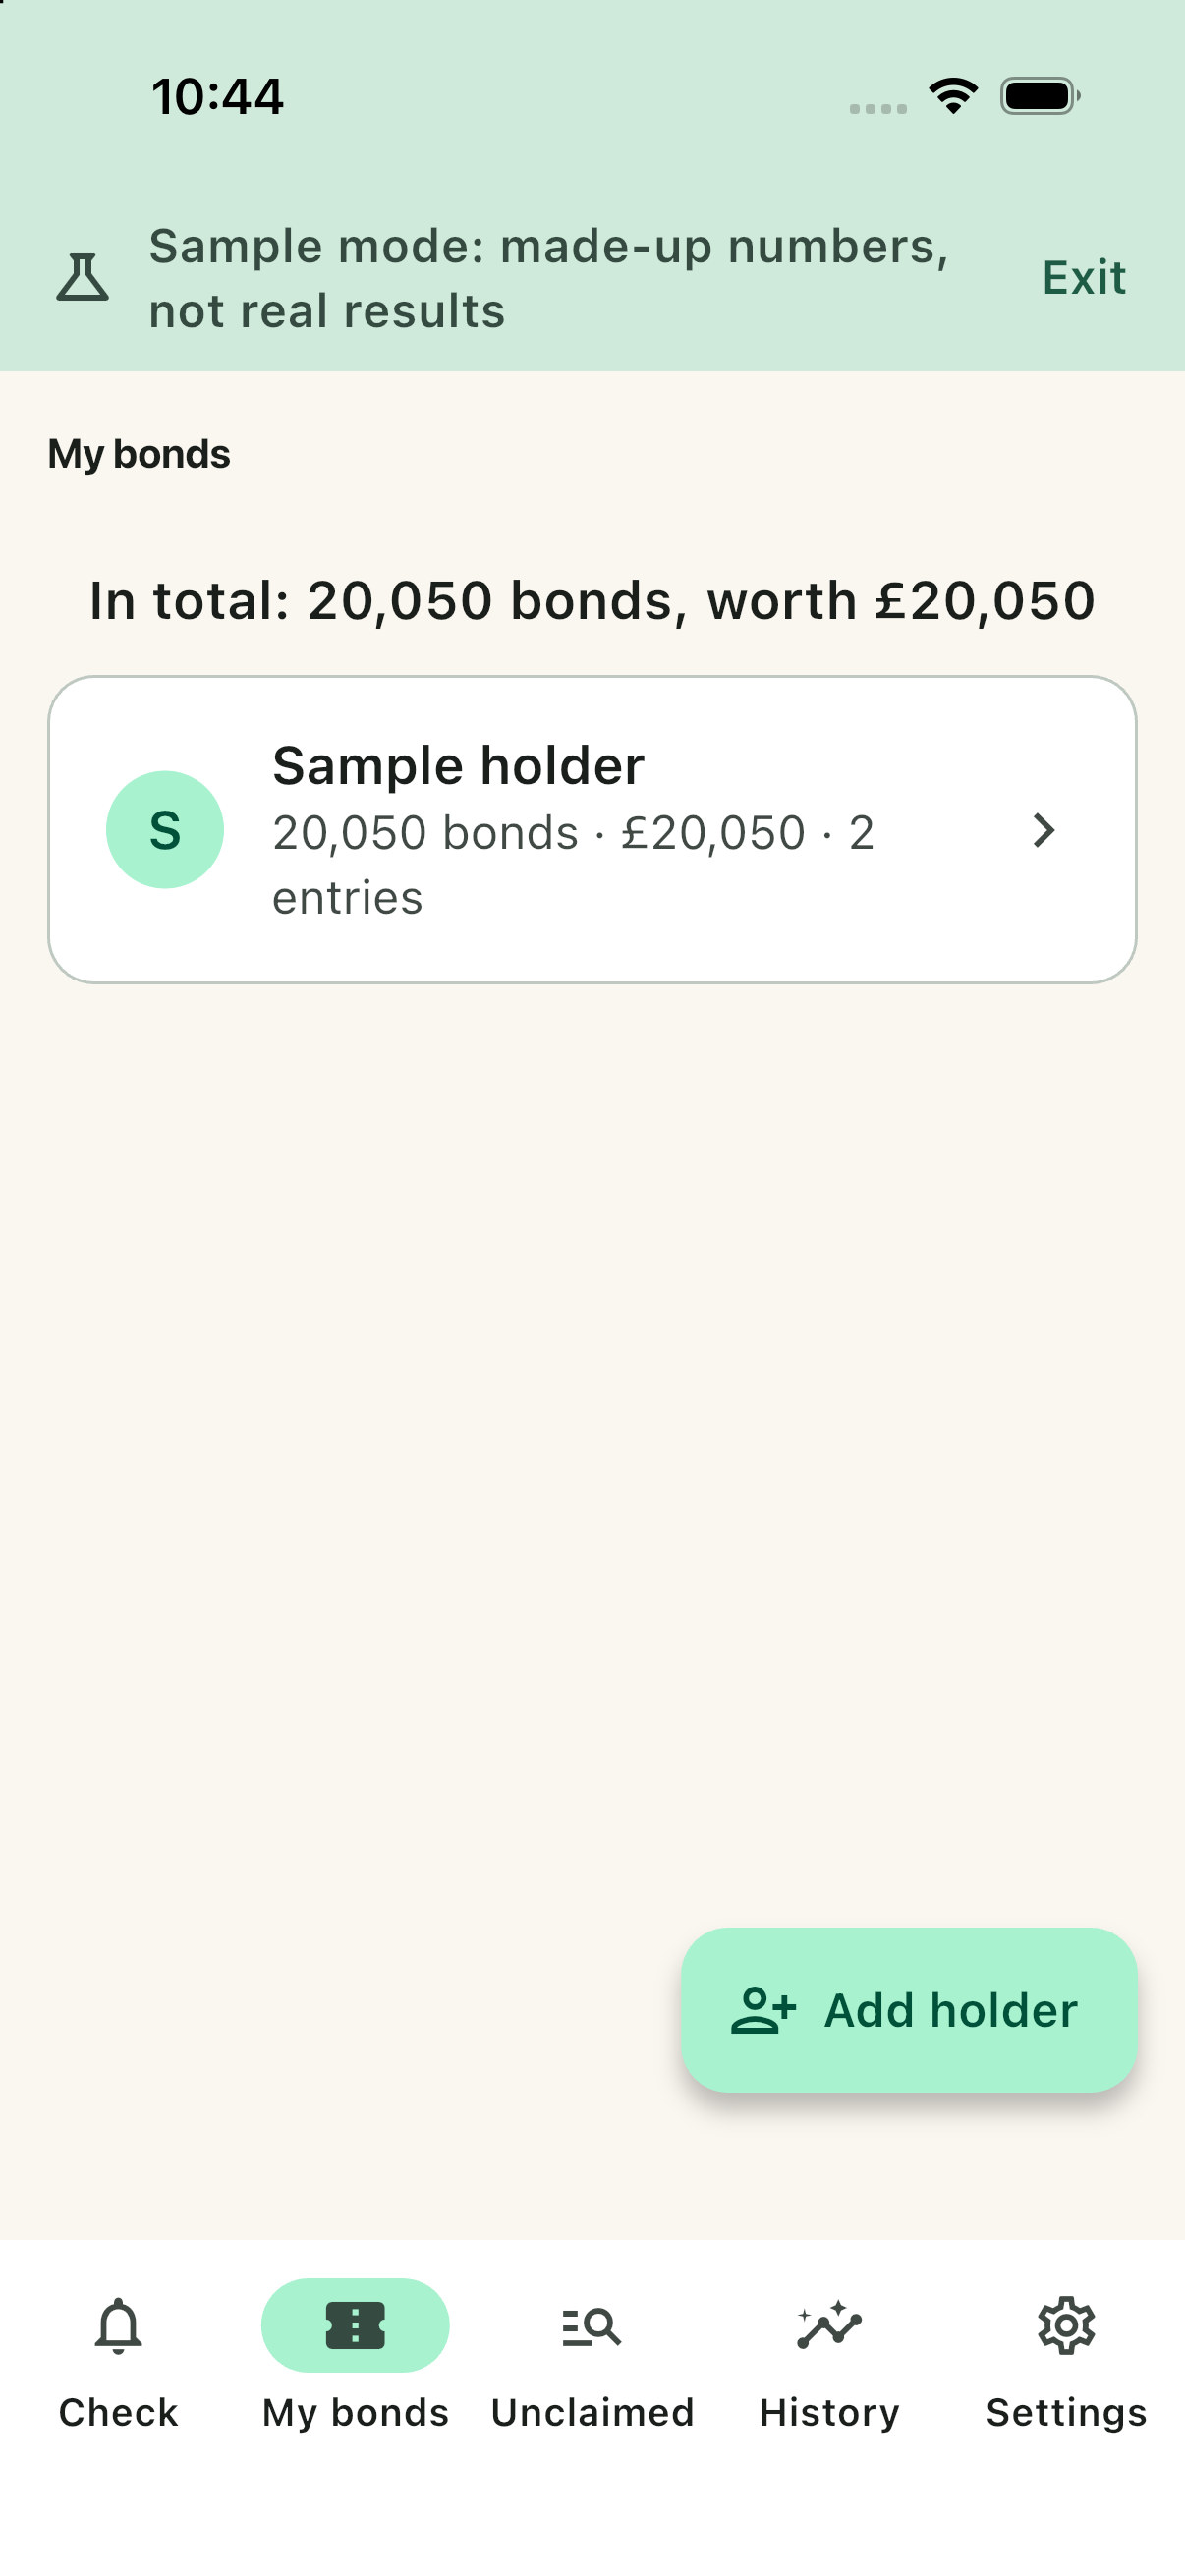 10:44
Sample mode: made-up numbers,
not real results
Exit
My bonds
In total: 20,050 bonds, worth £20,050
S
Sample holder
20,050 bonds · £20,050 · 2
entries
Add holder
Check
My bonds
Unclaimed
History
Settings